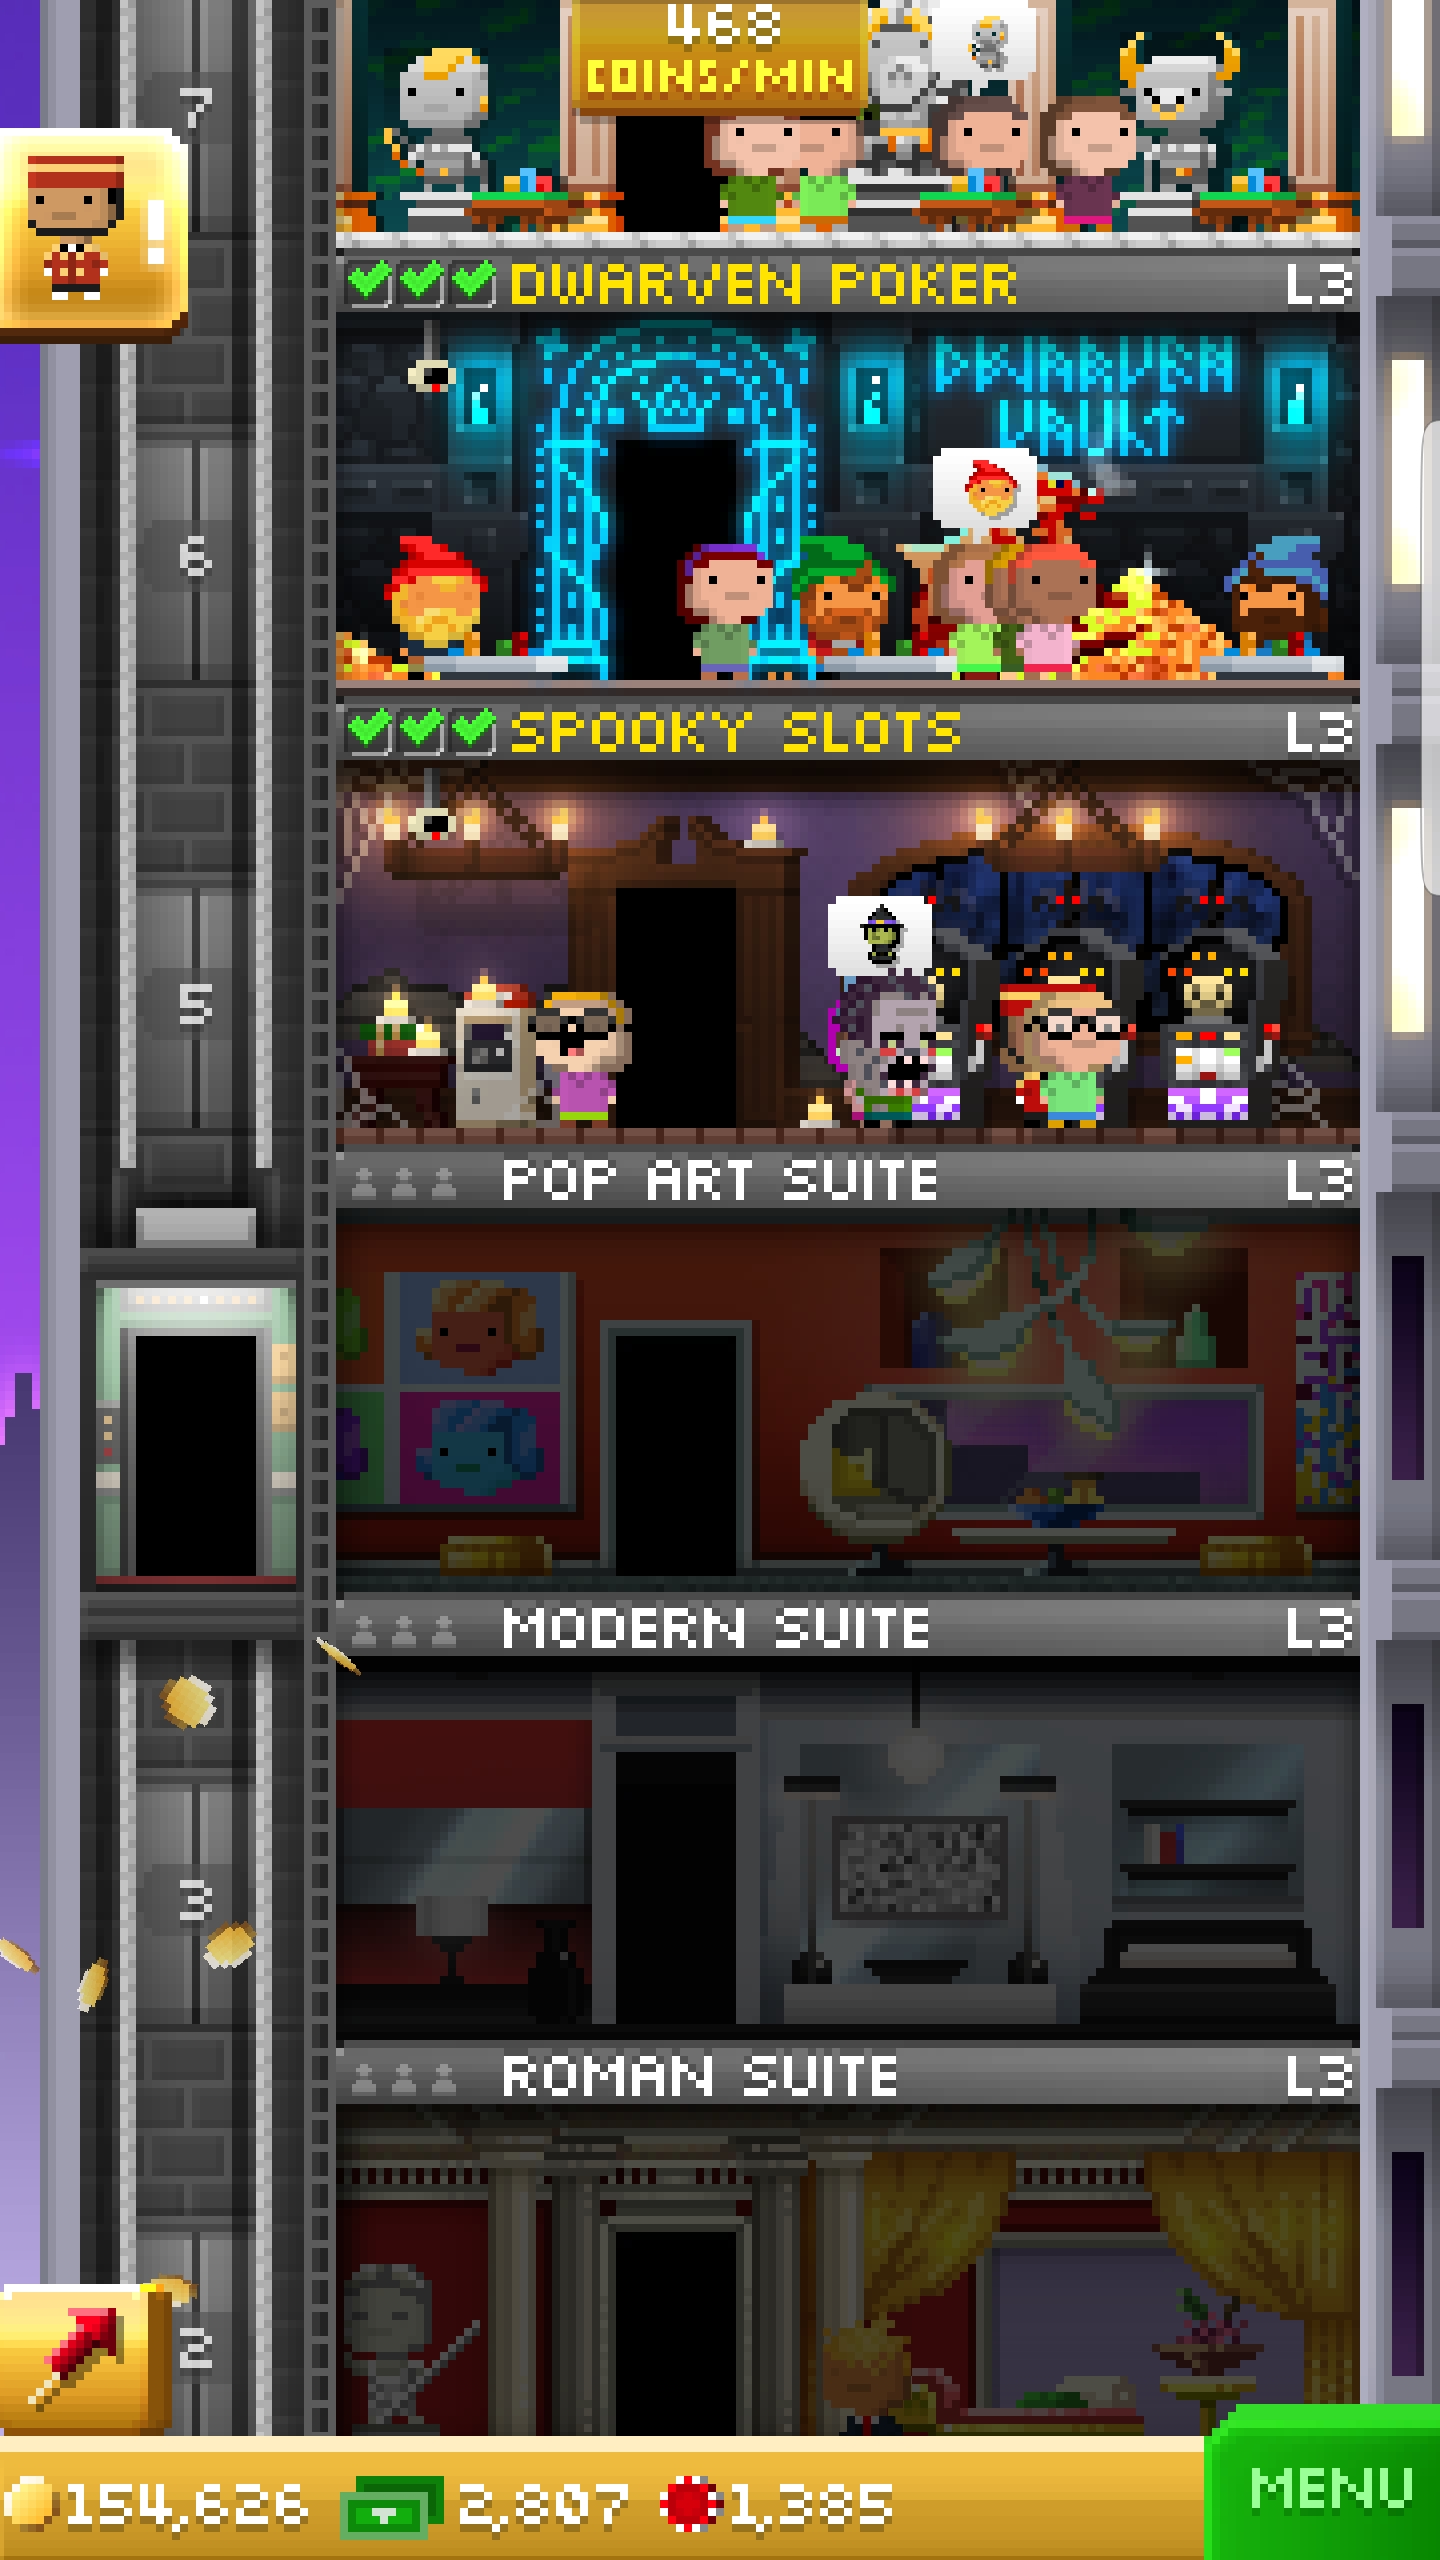 468
COINS/MIN
7
!
DWARVEN POKER L3
DWARVEN
VAULT
6
SPOOKY SLOTS L3
5
POP ART SUITE L3
MODERN SUITE L3
3
ROMAN SUITE L3
2
154,626 2,807 1,385
MENU